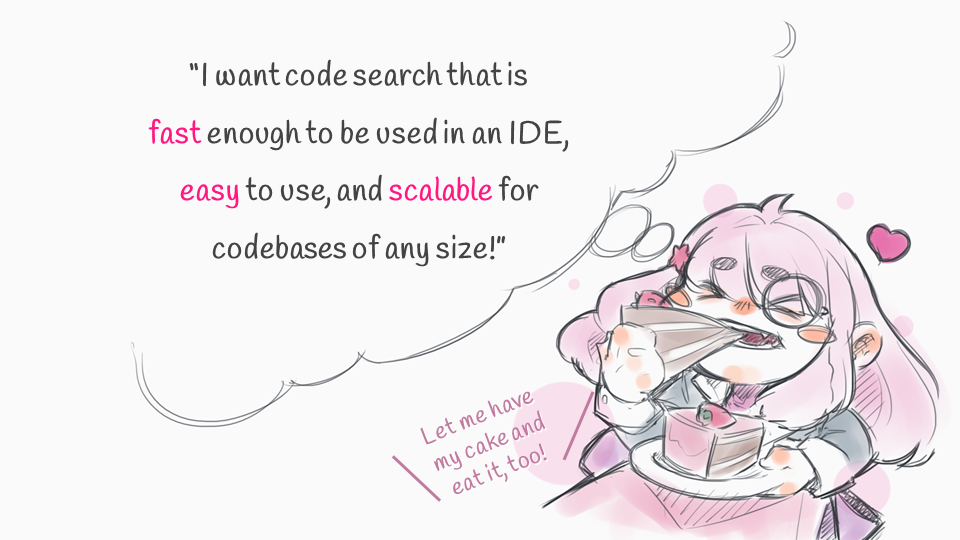 "I want code search that is
fast enough to be used in an IDE,
easy to use, and scalable for
codebases of any size!"
Let me have
my cake and
eat it, too!